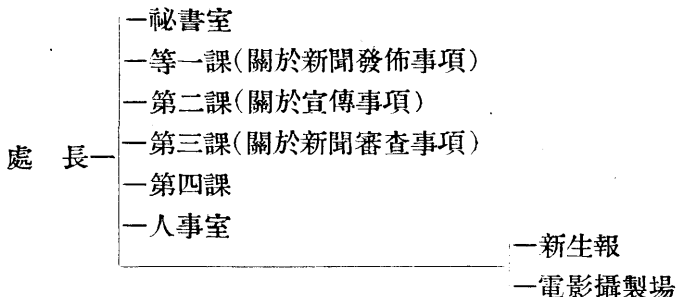 祕書室
等一課(關於新聞發佈事項)
第二課(關於宣傳事項)
處 長 第三課(關於新聞審查事項)
第四課
人事室
新生報
電影攝製場